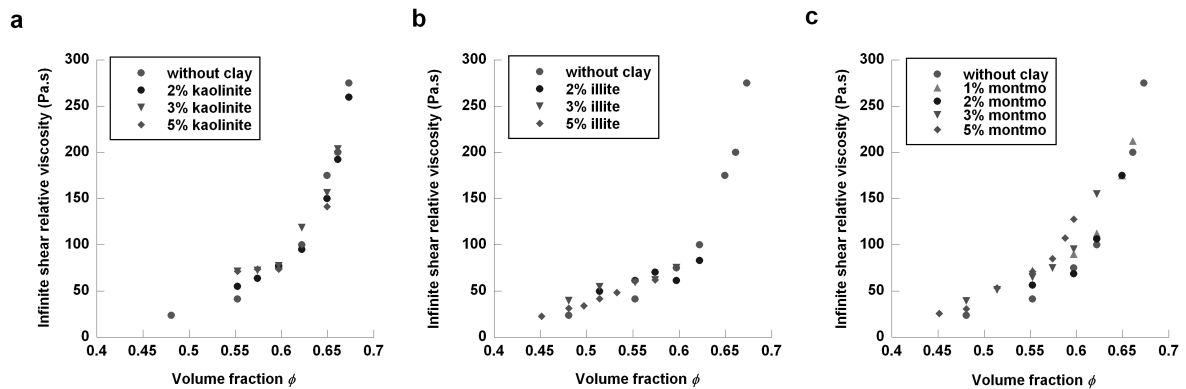 a
Infinite shear relative viscosity (Pa.s)
300
250
200
150
100
50
0
without clay
2% kaolinite
3% kaolinite
5% kaolinite
0.4 0.45 0.5 0.55 0.6 0.65 0.7
Volume fraction ϕ
b
Infinite shear relative viscosity (Pa.s)
300
250
200
150
100
50
0
without clay
2% illite
3% illite
5% illite
0.4 0.45 0.5 0.55 0.6 0.65 0.7
Volume fraction ϕ
c
Infinite shear relative viscosity (Pa.s)
300
250
200
150
100
50
0
without clay
1% montmo
2% montmo
3% montmo
5% montmo
0.4 0.45 0.5 0.55 0.6 0.65 0.7
Volume fraction ϕ